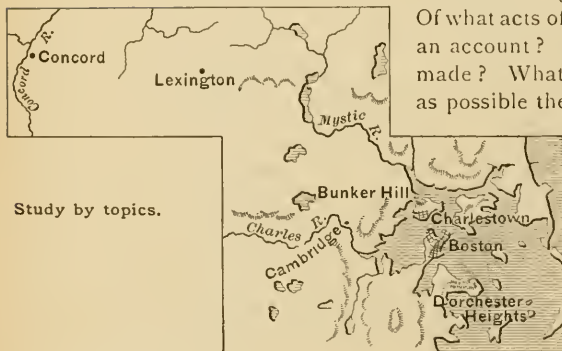 Of what acts of
an account?
made? What
as possible the
Concord
Concord R.
Lexington
Mystic R.
Bunker Hill
Charlestown
Charles R.
Cambridge
Boston
Dorchester
Heights
Study by topics.